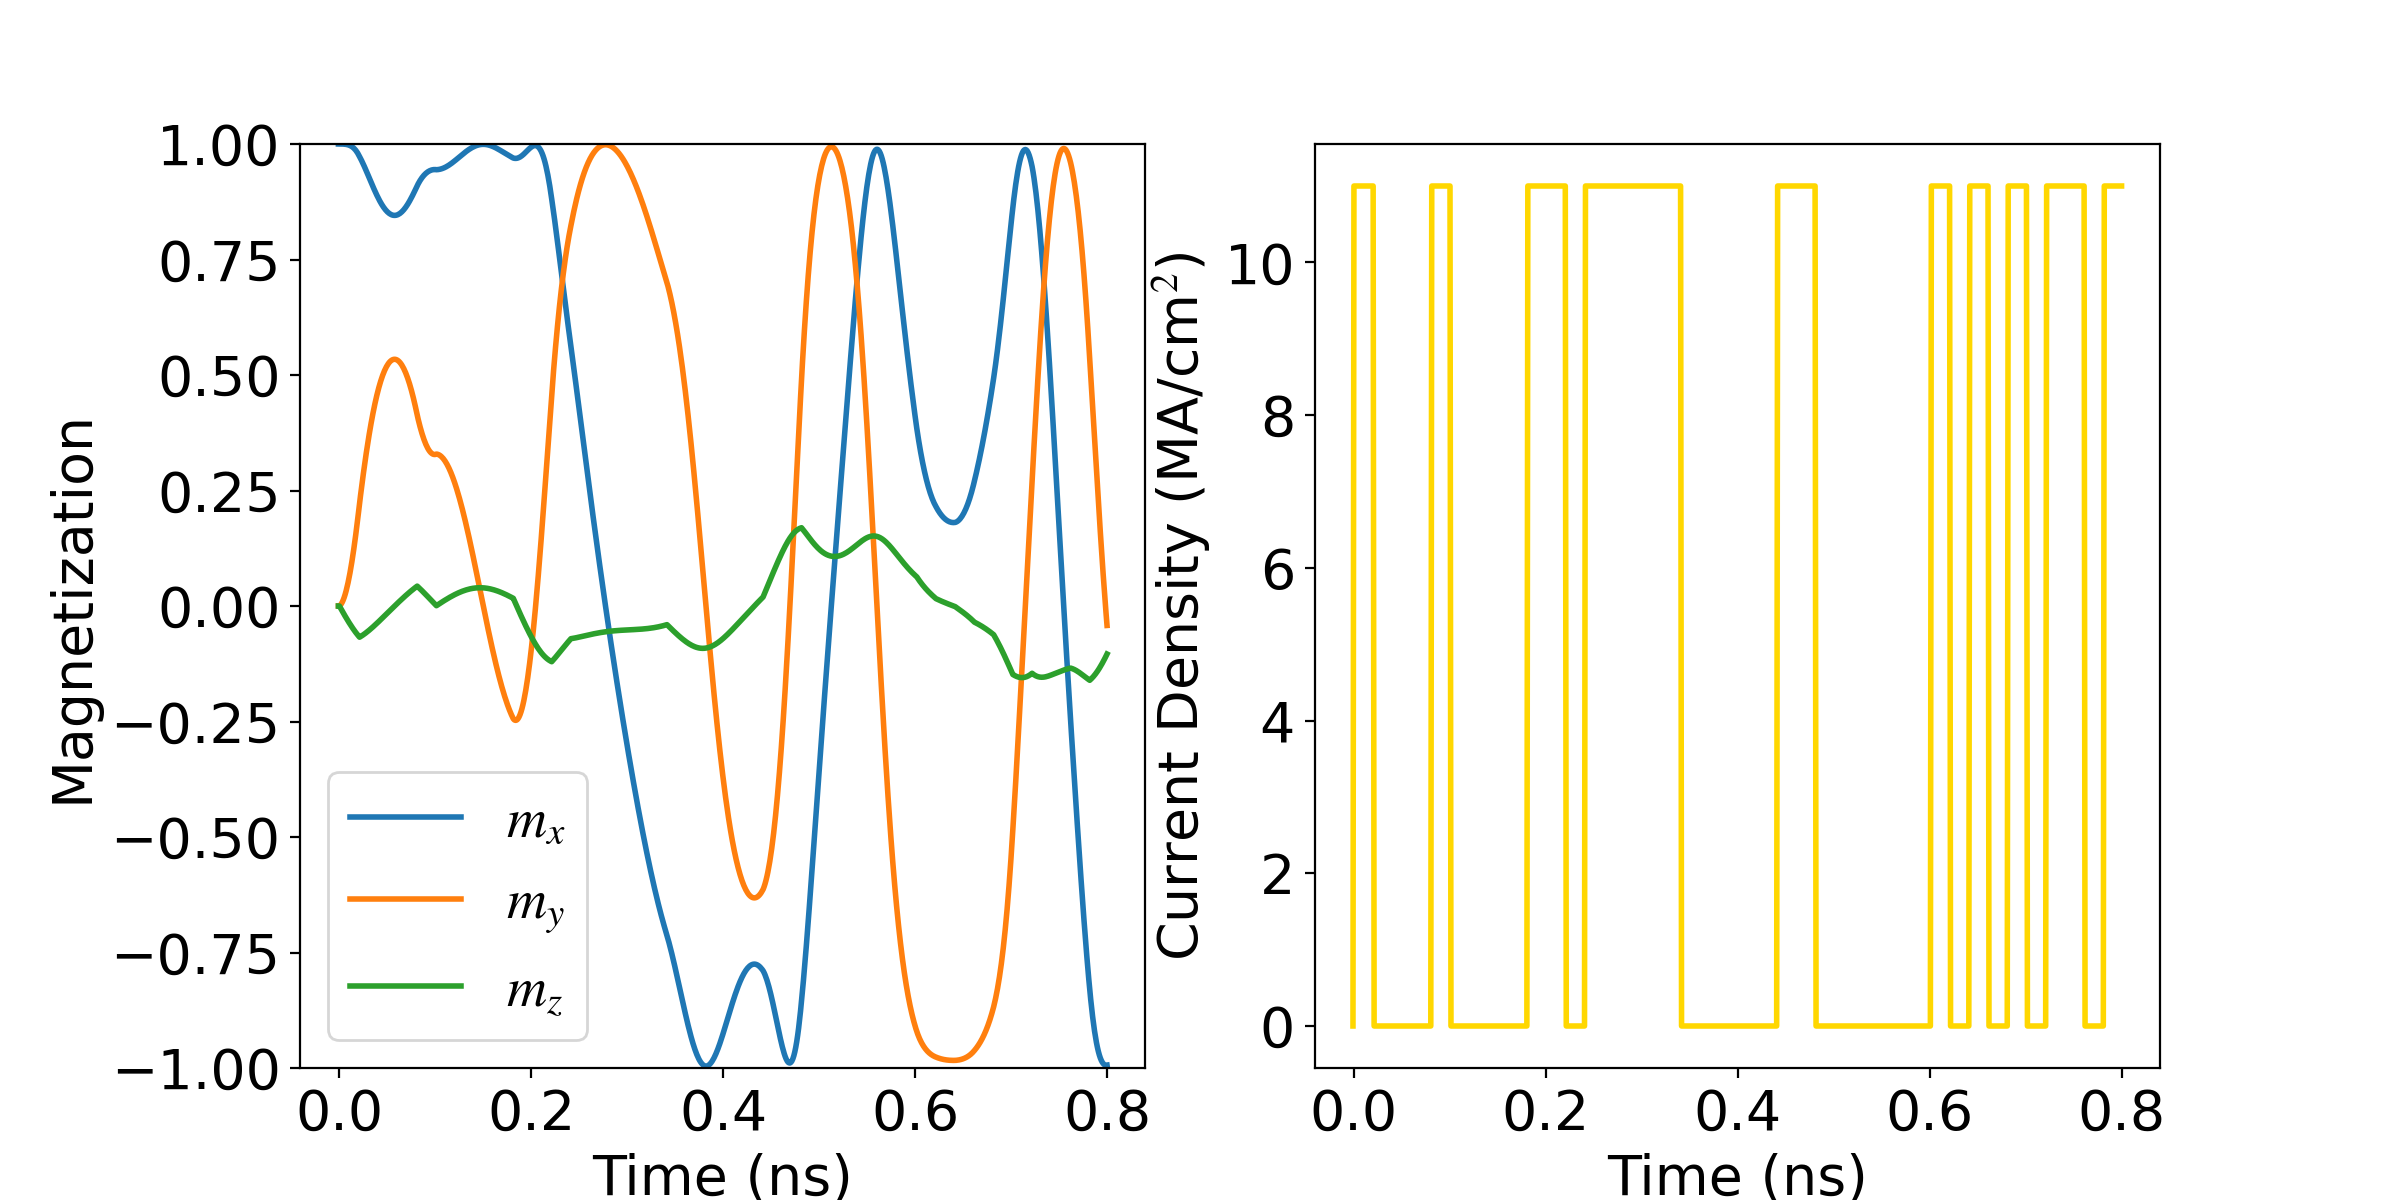 Magnetization
1.00
0.75
0.50
0.25
0.00
−0.25
−0.50
−0.75
−1.00
m_x
m_y
m_z
0.0 0.2 0.4 0.6 0.8
Time (ns)
Current Density (MA/cm²)
10
8
6
4
2
0
0.0 0.2 0.4 0.6 0.8
Time (ns)